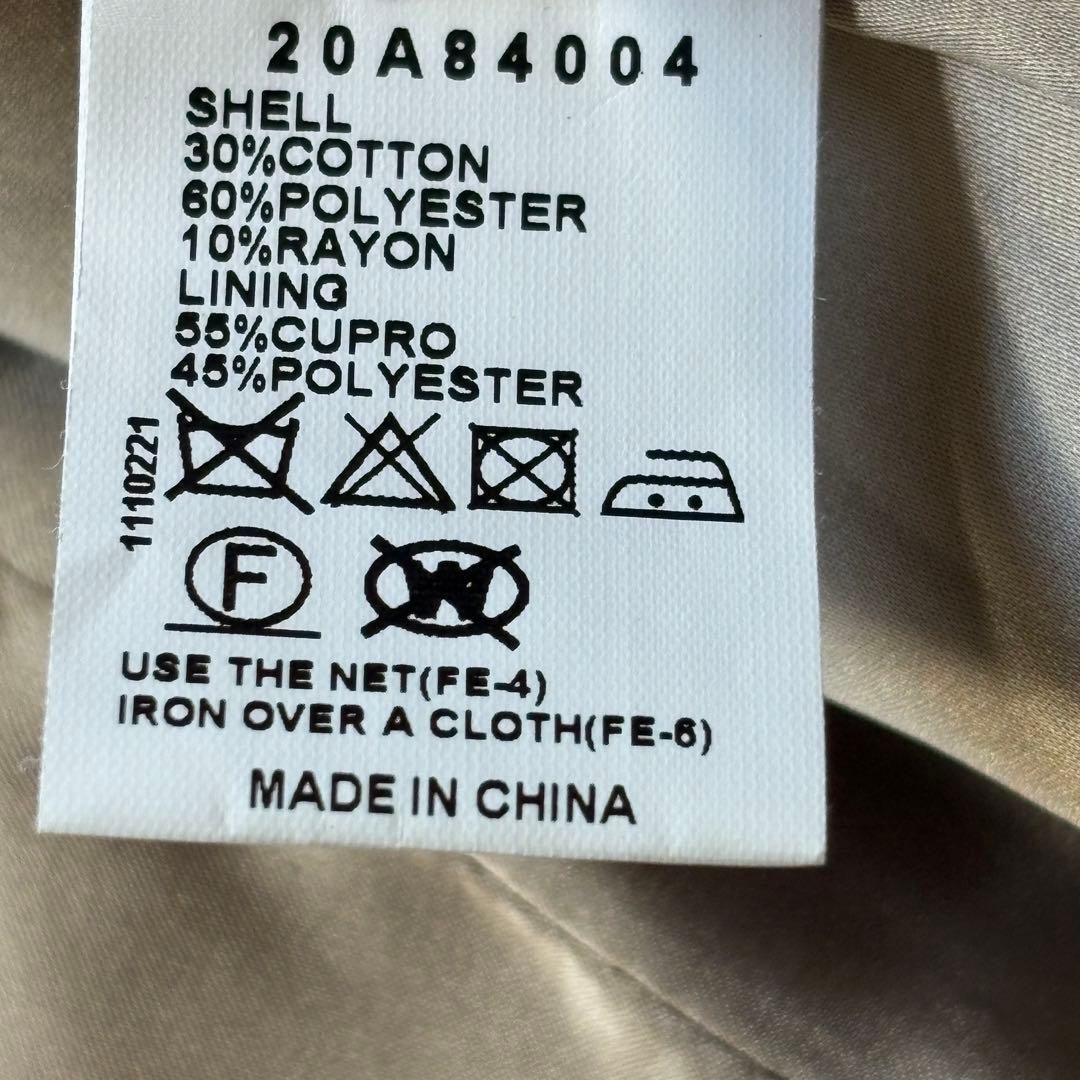 20A84004
SHELL
30%COTTON
60%POLYESTER
10%RAYON
LINING
55%CUPRO
45%POLYESTER
1110221
F
W
USE THE NET(FE-4)
IRON OVER A CLOTH(FE-6)
MADE IN CHINA